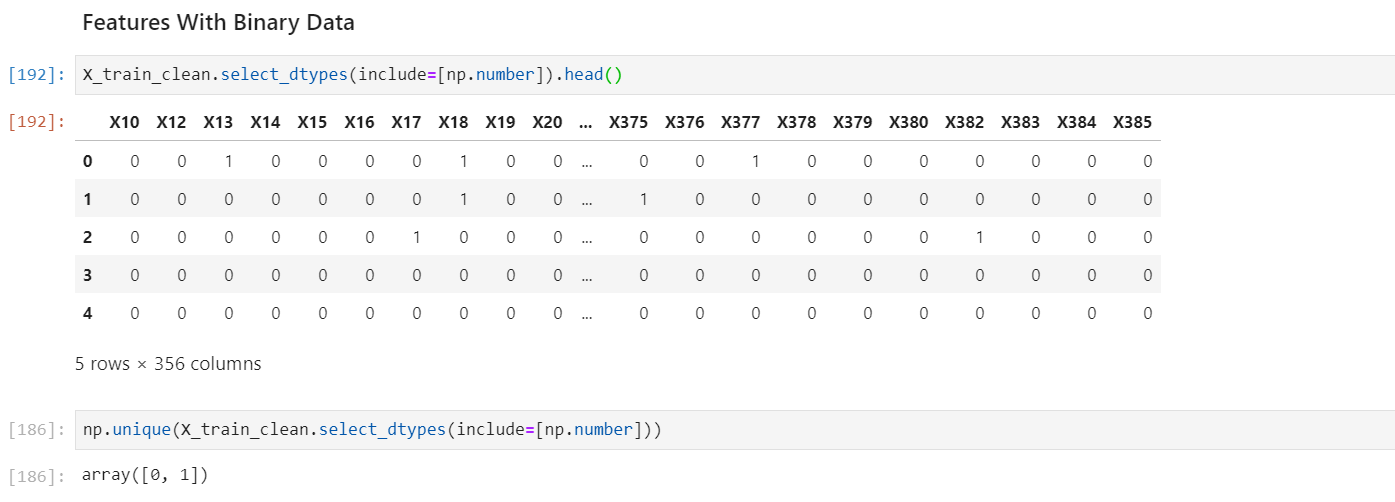 Features With Binary Data
[192]: X_train_clean.select_dtypes(include=[np.number]).head()
[192]: X10 X12 X13 X14 X15 X16 X17 X18 X19 X20 ... X375 X376 X377 X378 X379 X380 X382 X383 X384 X385
0 0 0 1 0 0 0 0 1 0 0 ... 0 0 1 0 0 0 0 0 0 0
1 0 0 0 0 0 0 0 1 0 0 ... 1 0 0 0 0 0 0 0 0 0
2 0 0 0 0 0 0 1 0 0 0 ... 0 0 0 0 0 0 1 0 0 0
3 0 0 0 0 0 0 0 0 0 0 ... 0 0 0 0 0 0 0 0 0 0
4 0 0 0 0 0 0 0 0 0 0 ... 0 0 0 0 0 0 0 0 0 0
5 rows × 356 columns
[186]: np.unique(X_train_clean.select_dtypes(include=[np.number]))
[186]: array([0, 1])